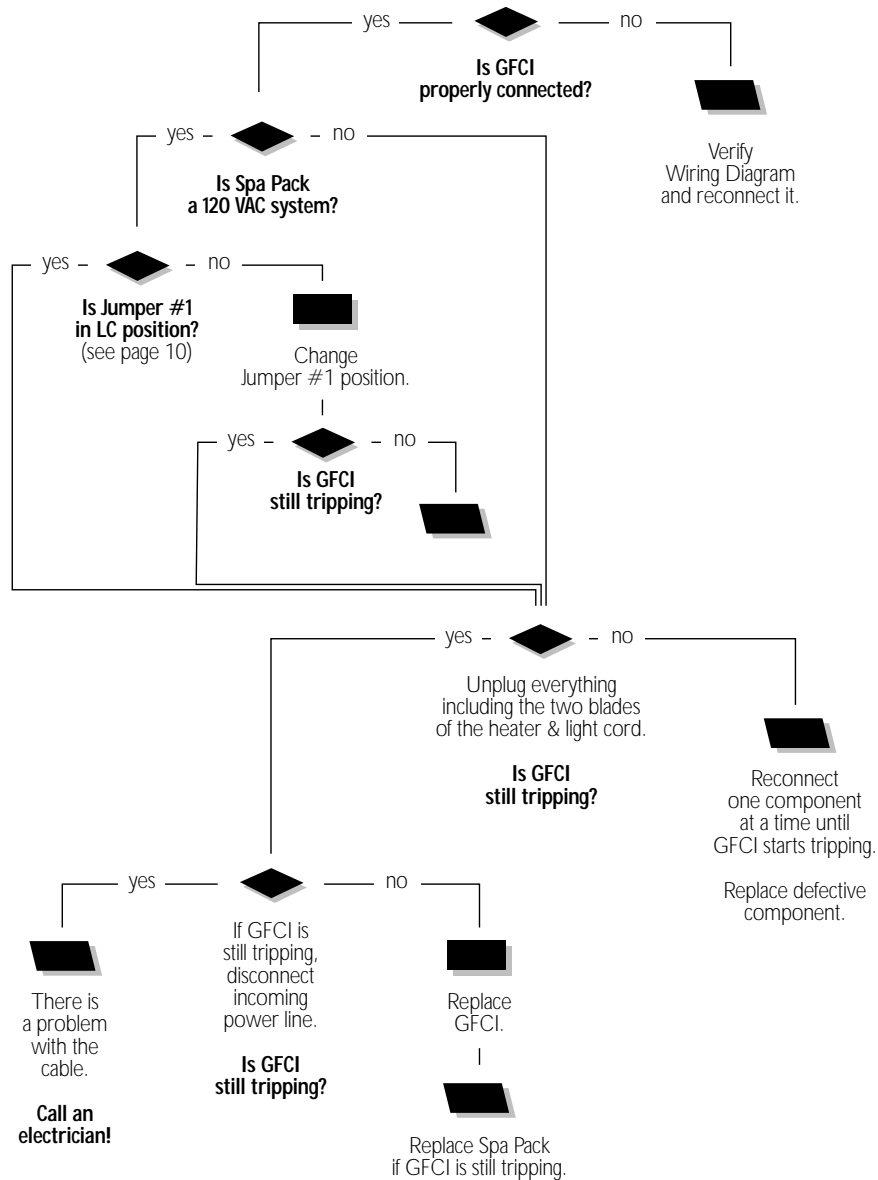 yes
no
Is GFCI
properly connected?
Verify
Wiring Diagram
and reconnect it.
yes
no
Is Spa Pack
a 120 VAC system?
yes
no
Is Jumper #1
in LC position?
(see page 10)
Change
Jumper #1 position.
yes
no
Is GFCI
still tripping?
yes
no
Unplug everything
including the two blades
of the heater & light cord.
Is GFCI
still tripping?
Reconnect
one component
at a time until
GFCI starts tripping.
Replace defective
component.
yes
no
If GFCI is
still tripping,
disconnect
incoming
power line.
Is GFCI
still tripping?
There is
a problem
with the
cable.
Call an
electrician!
Replace
GFCI.
Replace Spa Pack
if GFCI is still tripping.